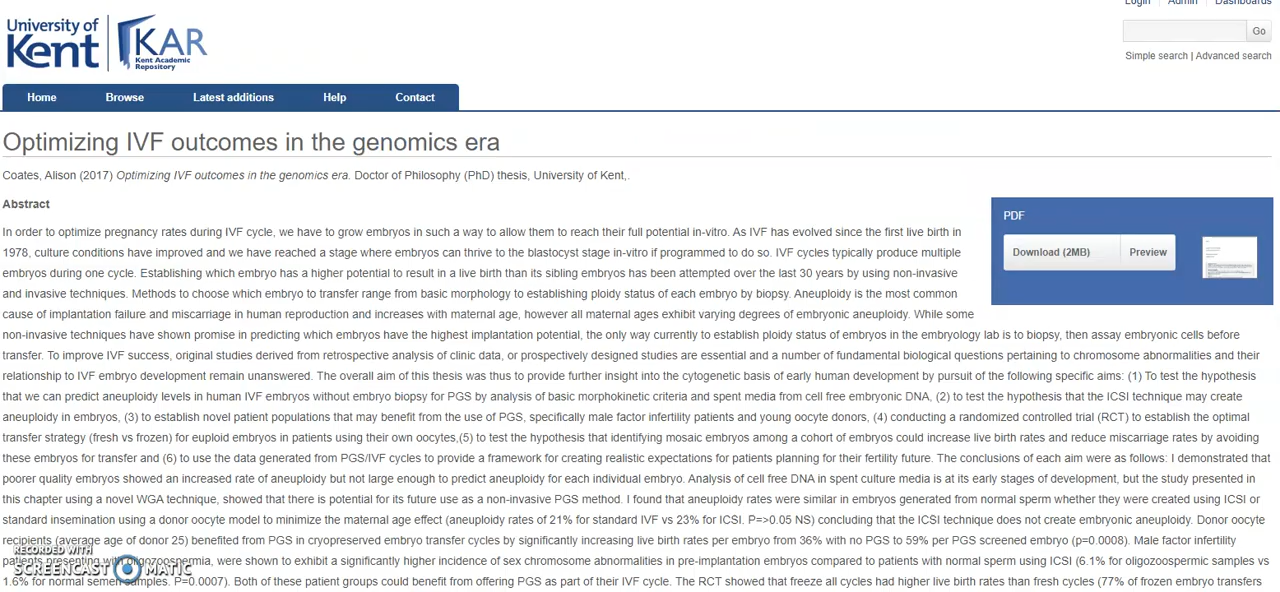 Login Admin Dashboards
University of
Kent
KAR
Kent Academic
Repository
Go
Simple search | Advanced search
Home Browse Latest additions Help Contact
Optimizing IVF outcomes in the genomics era
Coates, Alison (2017) Optimizing IVF outcomes in the genomics era. Doctor of Philosophy (PhD) thesis, University of Kent,.
Abstract
PDF
Download (2MB) Preview
In order to optimize pregnancy rates during IVF cycle, we have to grow embryos in such a way to allow them to reach their full potential in-vitro. As IVF has evolved since the first live birth in
1978, culture conditions have improved and we have reached a stage where embryos can thrive to the blastocyst stage in-vitro if programmed to do so. IVF cycles typically produce multiple
embryos during one cycle. Establishing which embryo has a higher potential to result in a live birth than its sibling embryos has been attempted over the last 30 years by using non-invasive
and invasive techniques. Methods to choose which embryo to transfer range from basic morphology to establishing ploidy status of each embryo by biopsy. Aneuploidy is the most common
cause of implantation failure and miscarriage in human reproduction and increases with maternal age, however all maternal ages exhibit varying degrees of embryonic aneuploidy. While some
non-invasive techniques have shown promise in predicting which embryos have the highest implantation potential, the only way currently to establish ploidy status of embryos in the embryology lab is to biopsy, then assay embryonic cells before
transfer. To improve IVF success, original studies derived from retrospective analysis of clinic data, or prospectively designed studies are essential and a number of fundamental biological questions pertaining to chromosome abnormalities and their
relationship to IVF embryo development remain unanswered. The overall aim of this thesis was thus to provide further insight into the cytogenetic basis of early human development by pursuit of the following specific aims: (1) To test the hypothesis
that we can predict aneuploidy levels in human IVF embryos without embryo biopsy for PGS by analysis of basic morphokinetic criteria and spent media from cell free embryonic DNA, (2) to test the hypothesis that the ICSI technique may create
aneuploidy in embryos, (3) to establish novel patient populations that may benefit from the use of PGS, specifically male factor infertility patients and young oocyte donors, (4) conducting a randomized controlled trial (RCT) to establish the optimal
transfer strategy (fresh vs frozen) for euploid embryos in patients using their own oocytes,(5) to test the hypothesis that identifying mosaic embryos among a cohort of embryos could increase live birth rates and reduce miscarriage rates by avoiding
these embryos for transfer and (6) to use the data generated from PGS/IVF cycles to provide a framework for creating realistic expectations for patients planning for their fertility future. The conclusions of each aim were as follows: I demonstrated that
poorer quality embryos showed an increased rate of aneuploidy but not large enough to predict aneuploidy for each individual embryo. Analysis of cell free DNA in spent culture media is at its early stages of development, but the study presented in
this chapter using a novel WGA technique, showed that there is potential for its future use as a non-invasive PGS method. I found that aneuploidy rates were similar in embryos generated from normal sperm whether they were created using ICSI or
standard insemination using a donor oocyte model to minimize the maternal age effect (aneuploidy rates of 21% for standard IVF vs 23% for ICSI. P=>0.05 NS) concluding that the ICSI technique does not create embryonic aneuploidy. Donor oocyte
recipients (average age of donor 25) benefited from PGS in cryopreserved embryo transfer cycles by significantly increasing live birth rates per embryo from 36% with no PGS to 59% per PGS screened embryo (p=0.0008). Male factor infertility
patients presenting with oligozoospermia, were shown to exhibit a significantly higher incidence of sex chromosome abnormalities in pre-implantation embryos compared to patients with normal sperm using ICSI (6.1% for oligozoospermic samples vs
1.6% for normal semen samples. P=0.0007). Both of these patient groups could benefit from offering PGS as part of their IVF cycle. The RCT showed that freeze all cycles had higher live birth rates than fresh cycles (77% of frozen embryo transfers
RECORDED WITH
SCREENCAST MATIC